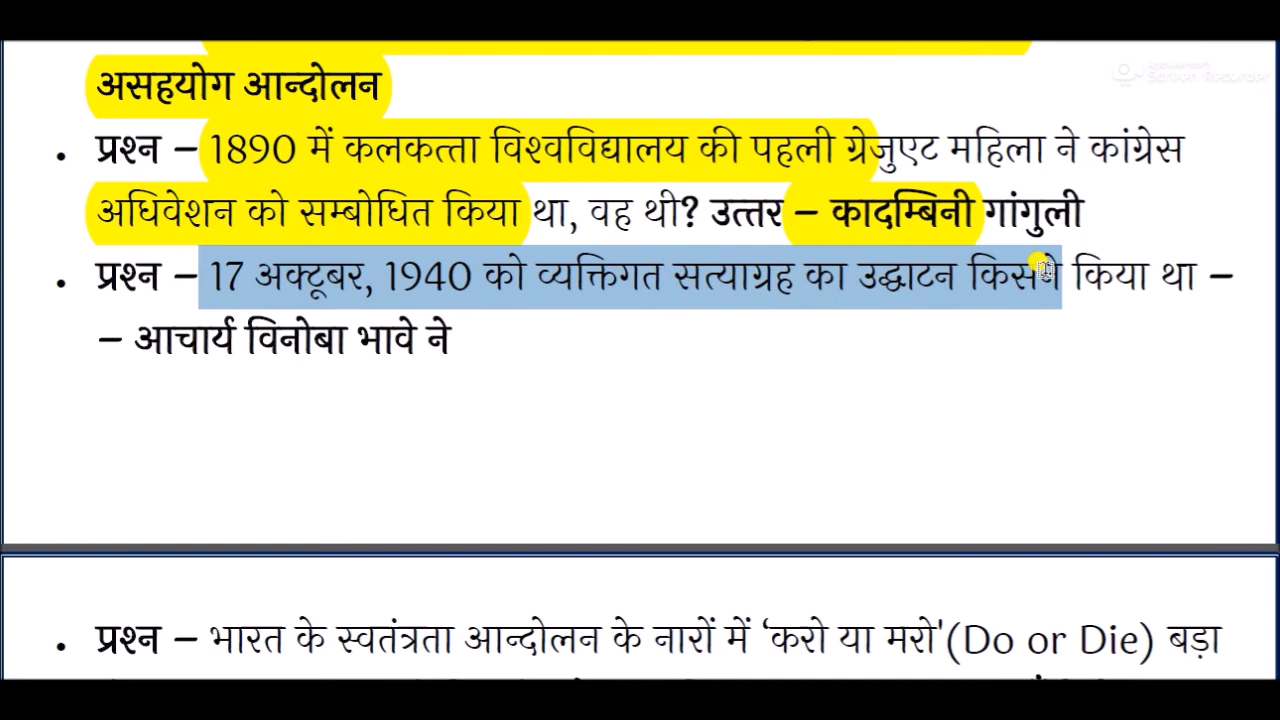 असहयोग आन्दोलन
Screen Recorder
• प्रश्न – 1890 में कलकत्ता विश्वविद्यालय की पहली ग्रेजुएट महिला ने कांग्रेस
अधिवेशन को सम्बोधित किया था, वह थी? उत्तर – कादम्बिनी गांगुली
• प्रश्न – 17 अक्टूबर, 1940 को व्यक्तिगत सत्याग्रह का उद्घाटन किसने किया था –
– आचार्य विनोबा भावे ने
• प्रश्न – भारत के स्वतंत्रता आन्दोलन के नारों में ‘करो या मरो'(Do or Die) बड़ा